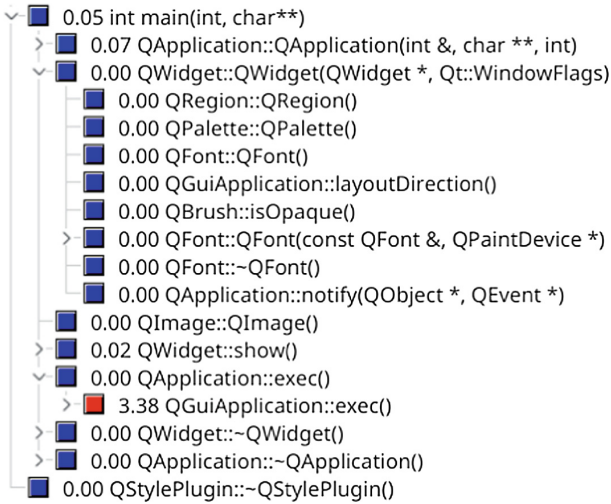 0.05 int main(int, char**)
0.07 QApplication::QApplication(int &, char **, int)
0.00 QWidget::QWidget(QWidget *, Qt::WindowFlags)
0.00 QRegion::QRegion()
0.00 QPalette::QPalette()
0.00 QFont::QFont()
0.00 QGuiApplication::layoutDirection()
0.00 QBrush::isOpaque()
0.00 QFont::QFont(const QFont &, QPaintDevice *)
0.00 QFont::~QFont()
0.00 QApplication::notify(QObject *, QEvent *)
0.00 QImage::QImage()
0.02 QWidget::show()
0.00 QApplication::exec()
3.38 QGuiApplication::exec()
0.00 QWidget::~QWidget()
0.00 QApplication::~QApplication()
0.00 QStylePlugin::~QStylePlugin()